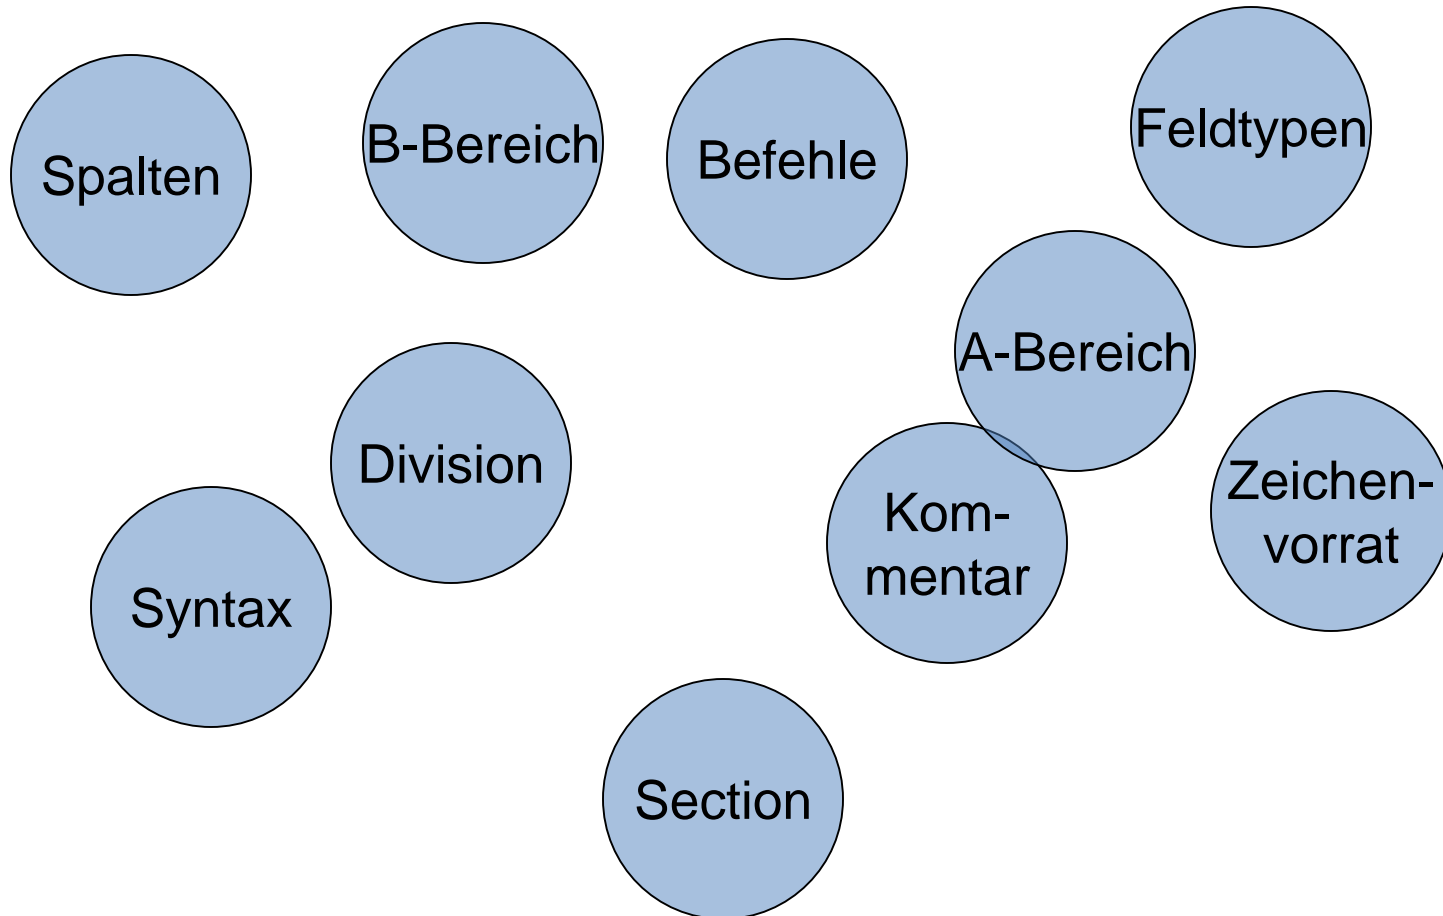 Spalten
B-Bereich
Befehle
Feldtypen
A-Bereich
Division
Kom-
mentar
Zeichen-
vorrat
Syntax
Section